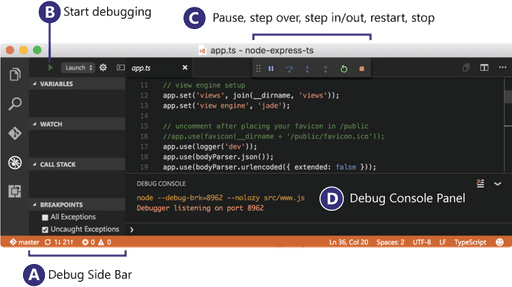 B Start debugging
C Pause, step over, step in/out, restart, stop
app.ts - node-express-ts
Launch
app.ts
VARIABLES
WATCH
CALL STACK
BREAKPOINTS
All Exceptions
Uncaught Exceptions
11 // view engine setup
12 app.set('views', join(__dirname, 'views'));
13 app.set('view engine', 'jade');
14
15 // uncomment after placing your favicon in /public
16 //app.use(favicon(__dirname + '/public/favicon.ico'));
17 app.use(logger('dev'));
18 app.use(bodyParser.json());
19 app.use(bodyParser.urlencoded({ extended: false }));
DEBUG CONSOLE
node --debug-brk=8962 --nolazy src/www.js
Debugger listening on port 8962
D Debug Console Panel
master 1↓ 21↑ 0 0 Ln 36, Col 20 Spaces: 2 UTF-8 LF TypeScript
A Debug Side Bar